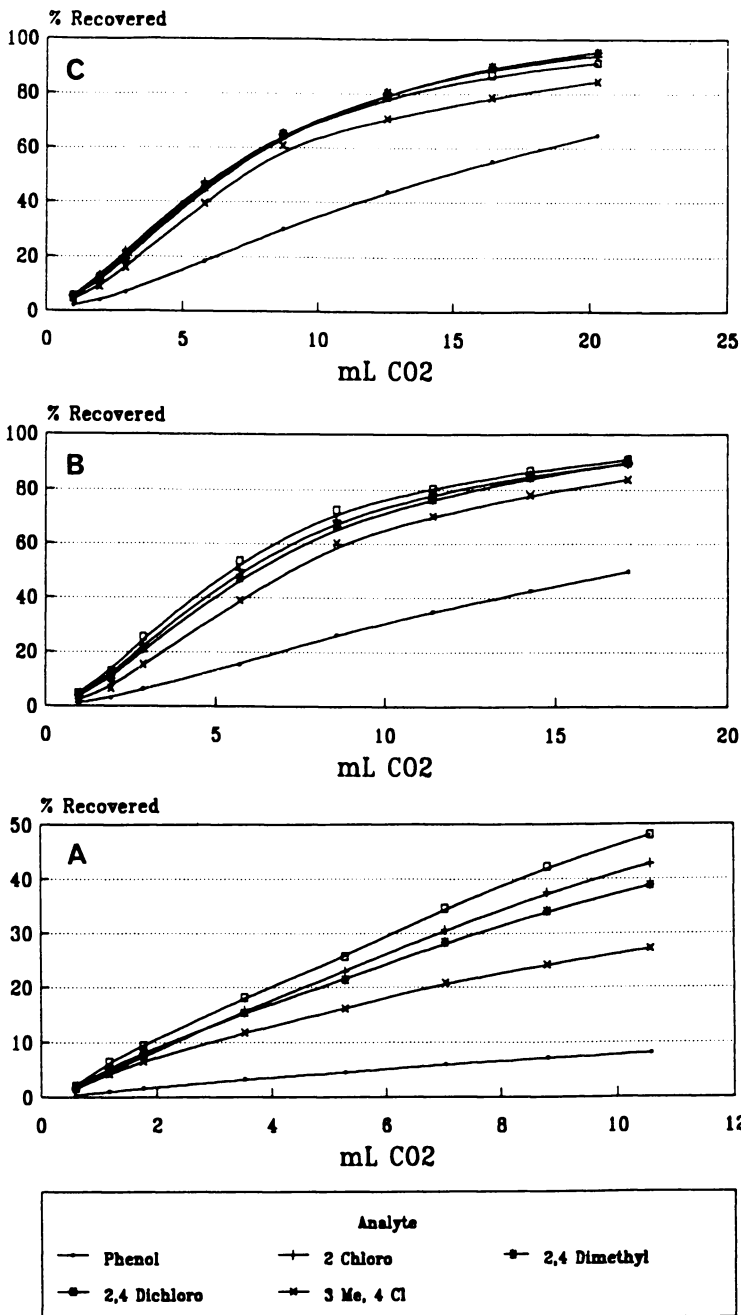 % Recovered
C
100
80
60
40
20
0
0 5 10 15 20 25
mL CO2
% Recovered
B
100
80
60
40
20
0
0 5 10 15 20
mL CO2
% Recovered
A
50
40
30
20
10
0
0 2 4 6 8 10 12
mL CO2
Analyte
Phenol 2 Chloro 2,4 Dimethyl
2,4 Dichloro 3 Me, 4 Cl